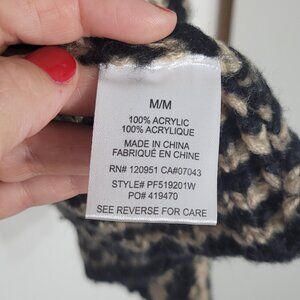 M/M
100% ACRYLIC
100% ACRYLIQUE
MADE IN CHINA
FABRIQUÉ EN CHINE
RN# 120951 CA#07043
STYLE# PF519201W
PO# 419470
SEE REVERSE FOR CARE